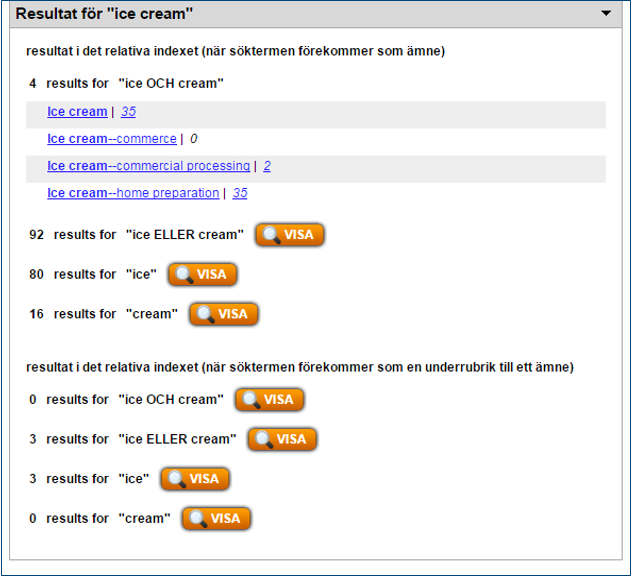 Resultat för "ice cream"
resultat i det relativa indexet (när söktermen förekommer som ämne)
4 results for "ice OCH cream"
Ice cream | 35
Ice cream--commerce | 0
Ice cream--commercial processing | 2
Ice cream--home preparation | 35
92 results for "ice ELLER cream" VISA
80 results for "ice" VISA
16 results for "cream" VISA
resultat i det relativa indexet (när söktermen förekommer som en underrubrik till ett ämne)
0 results for "ice OCH cream" VISA
3 results for "ice ELLER cream" VISA
3 results for "ice" VISA
0 results for "cream" VISA